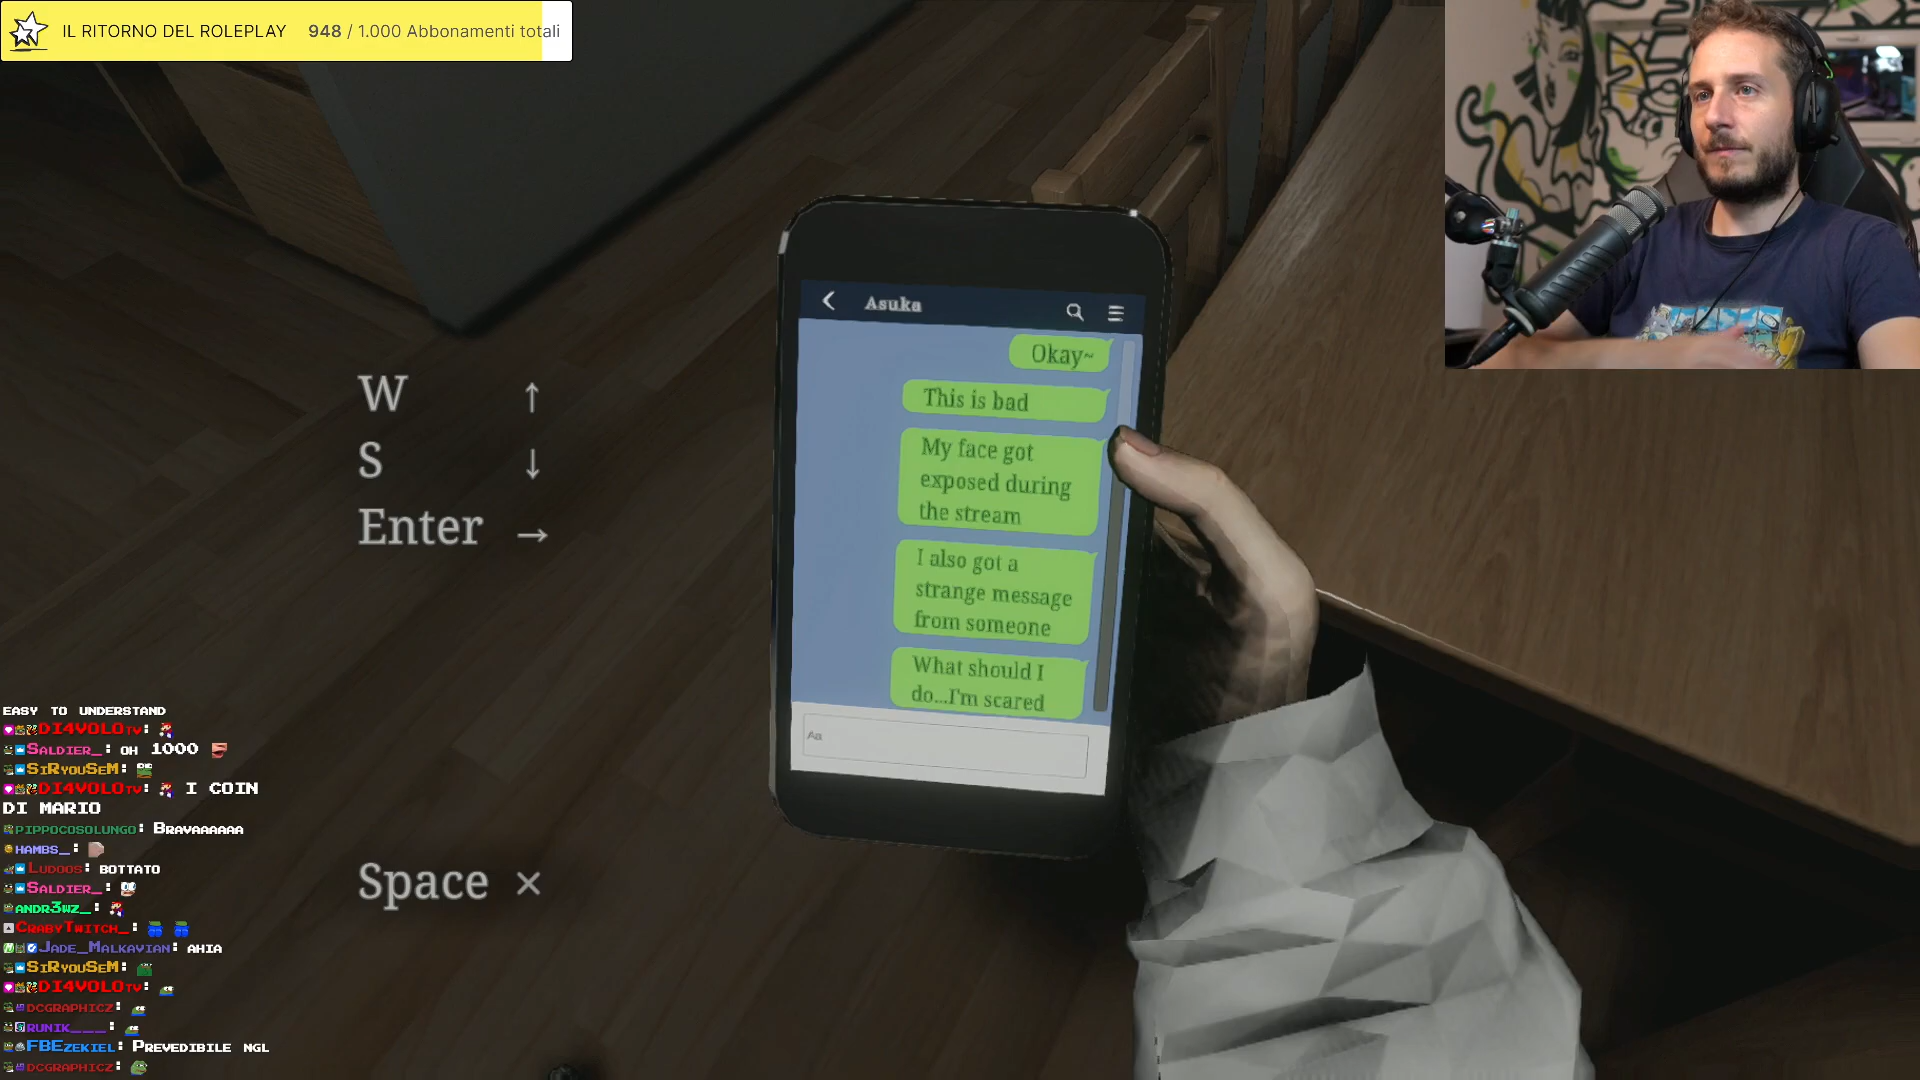 IL RITORNO DEL ROLEPLAY 948 / 1.000 Abbonamenti totali
Asuka
Okay~
This is bad
My face got
exposed during
the stream
I also got a
strange message
from someone
What should I
do...I'm scared
Aa
W ↑
S ↓
Enter →
Space ×
EASY TO UNDERSTAND
DI4VOLOTV:
SALDIER_: OH 1000
SIRYOUSEM:
DI4VOLOTV: I COIN
DI MARIO
PIPPOCOSOLUNGO: BRAVAAAAAA
HAMBS_:
LUDOOS: BOTTATO
SALDIER_:
ANDR3WZ_:
CRABYTWITCH_:
JADE_MALKAVIAN: AHIA
SIRYOUSEM:
DI4VOLOTV:
DCGRAPHICZ:
RUNIK___:
FBEZEKIEL: PREVEDIBILE NGL
DCGRAPHICZ: